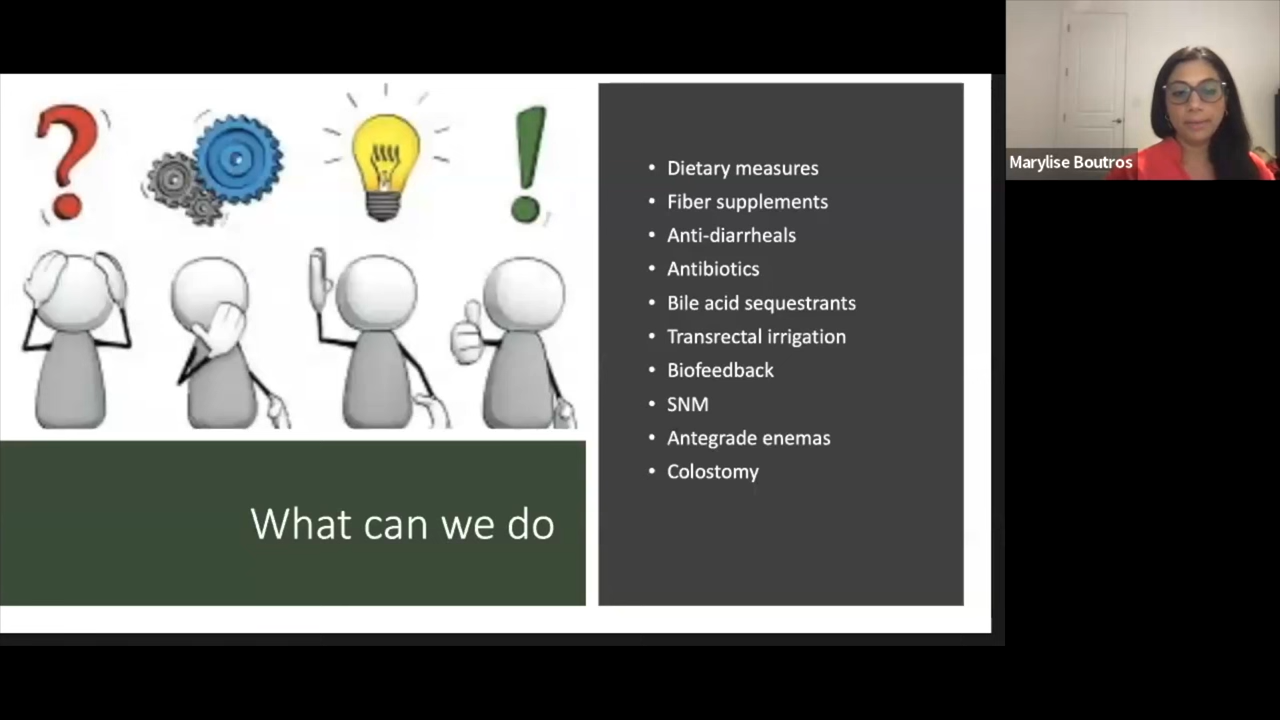 What can we do
Dietary measures
Fiber supplements
Anti-diarrheals
Antibiotics
Bile acid sequestrants
Transrectal irrigation
Biofeedback
SNM
Antegrade enemas
Colostomy
Marylise Boutros